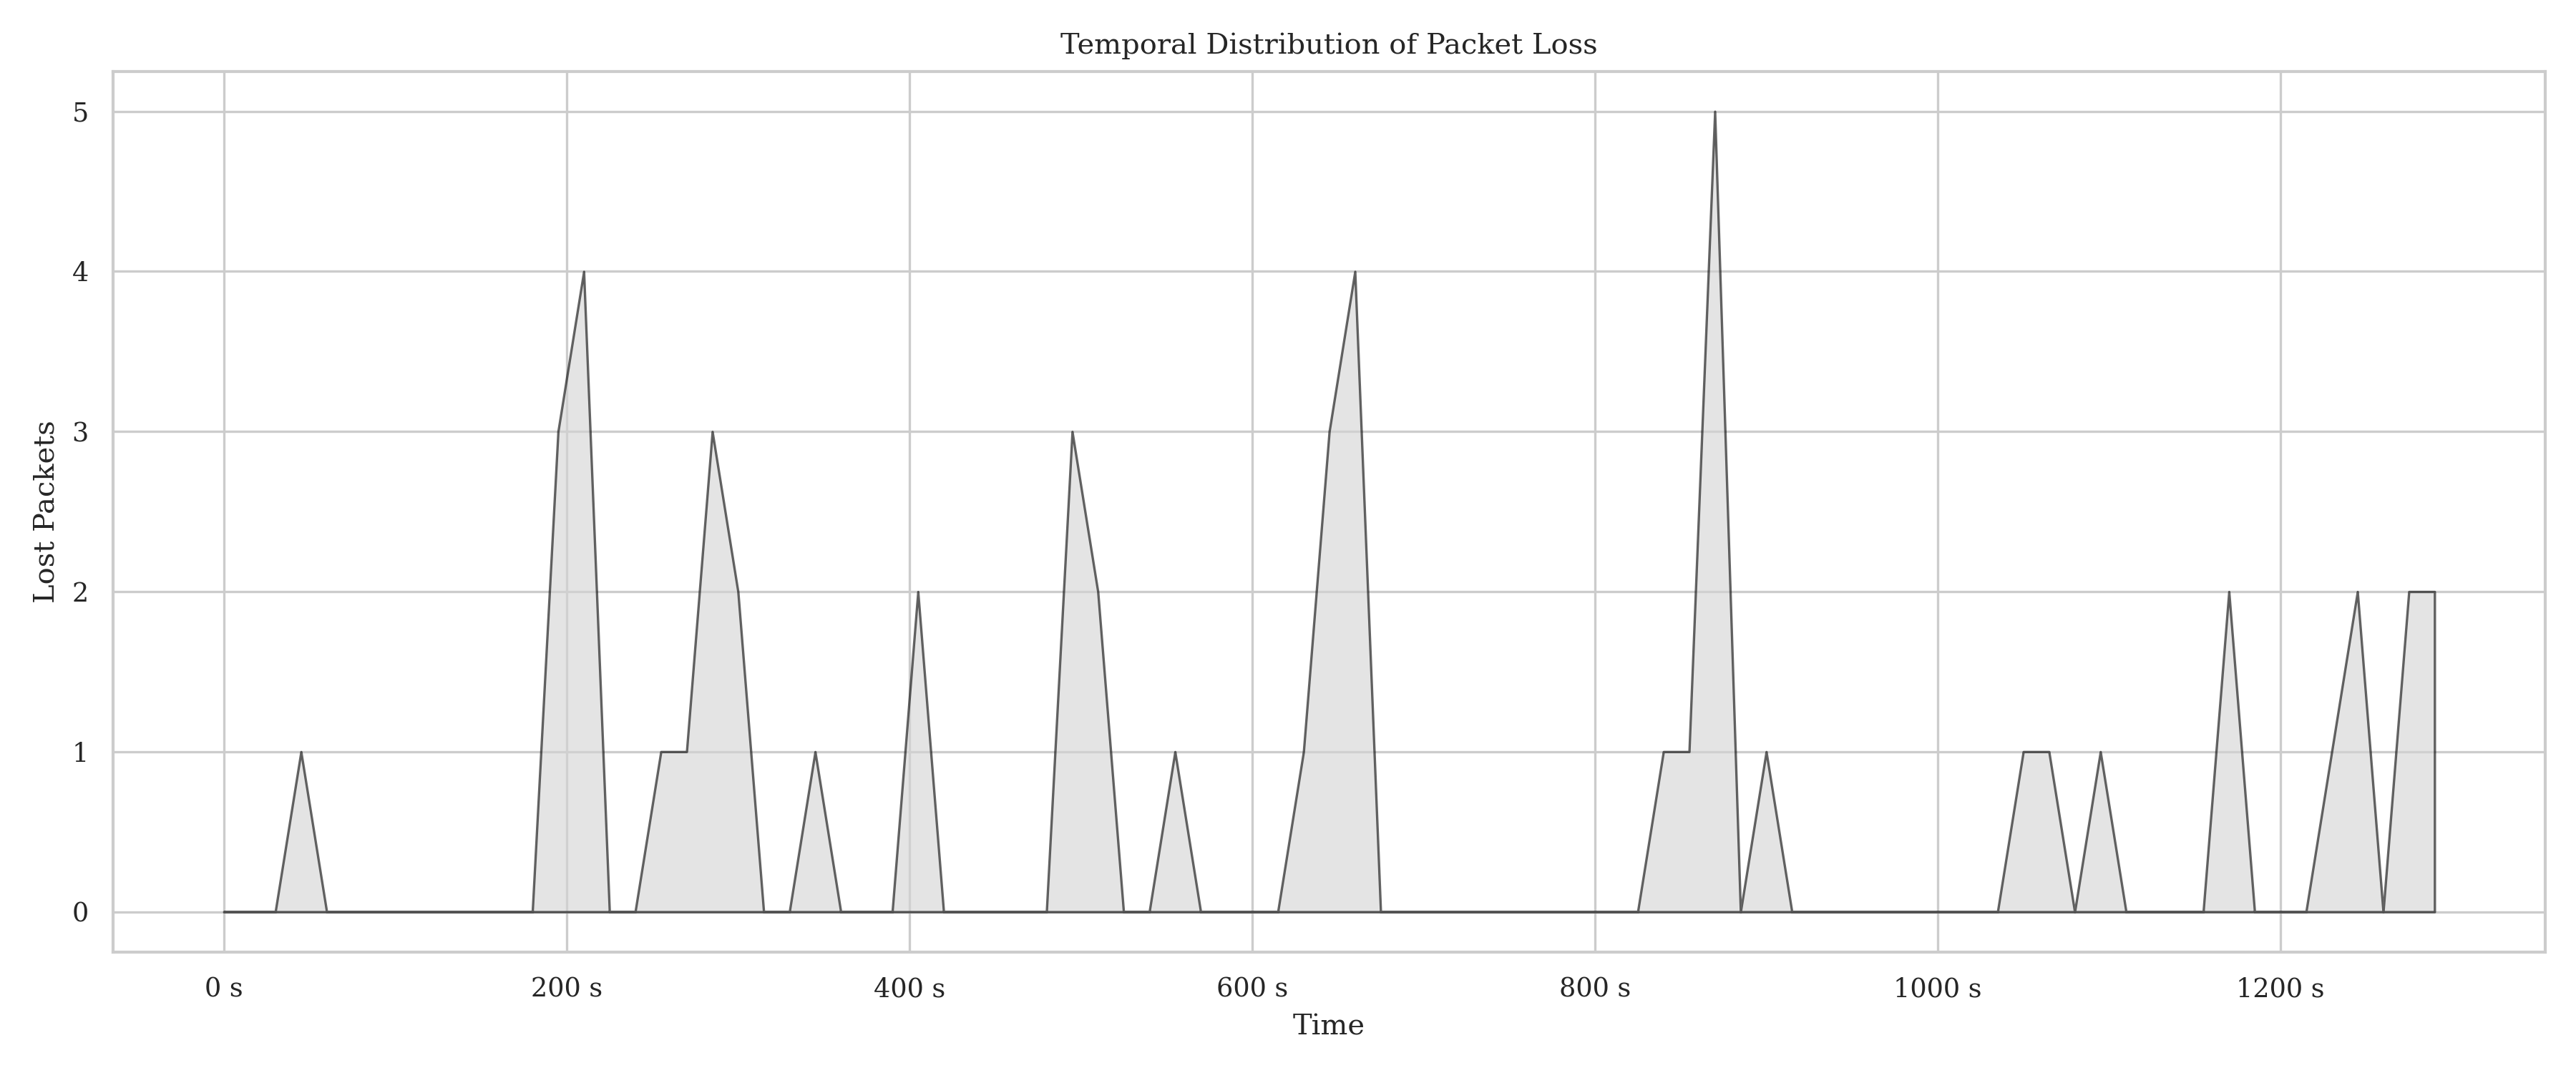 Temporal Distribution of Packet Loss
5
4
3
2
1
0
Lost Packets
0 s
200 s
400 s
600 s
800 s
1000 s
1200 s
Time